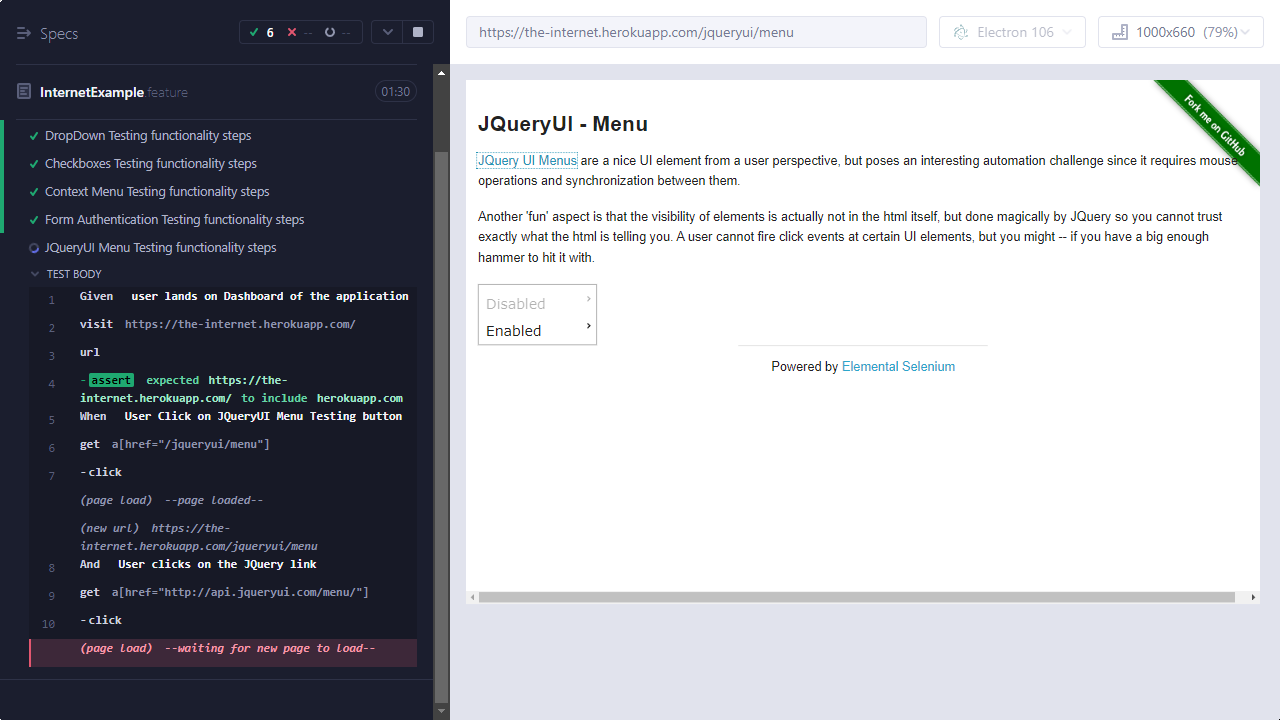 Specs
6 -- --
InternetExample.feature
01:30
DropDown Testing functionality steps
Checkboxes Testing functionality steps
Context Menu Testing functionality steps
Form Authentication Testing functionality steps
JQueryUI Menu Testing functionality steps
TEST BODY
1 Given user lands on Dashboard of the application
2 visit https://the-internet.herokuapp.com/
3 url
4 -assert expected https://the-
internet.herokuapp.com/ to include herokuapp.com
5 When User Click on JQueryUI Menu Testing button
6 get a[href="/jqueryui/menu"]
7 -click
(page load) --page loaded--
(new url) https://the-
internet.herokuapp.com/jqueryui/menu
8 And User clicks on the JQuery link
9 get a[href="http://api.jqueryui.com/menu/"]
10 -click
(page load) --waiting for new page to load--
https://the-internet.herokuapp.com/jqueryui/menu
Electron 106
1000x660 (79%)
Fork me on GitHub
JQueryUI - Menu
JQuery UI Menus are a nice UI element from a user perspective, but poses an interesting automation challenge since it requires mouse
operations and synchronization between them.
Another 'fun' aspect is that the visibility of elements is actually not in the html itself, but done magically by JQuery so you cannot trust
exactly what the html is telling you. A user cannot fire click events at certain UI elements, but you might -- if you have a big enough
hammer to hit it with.
Disabled
Enabled
Powered by Elemental Selenium